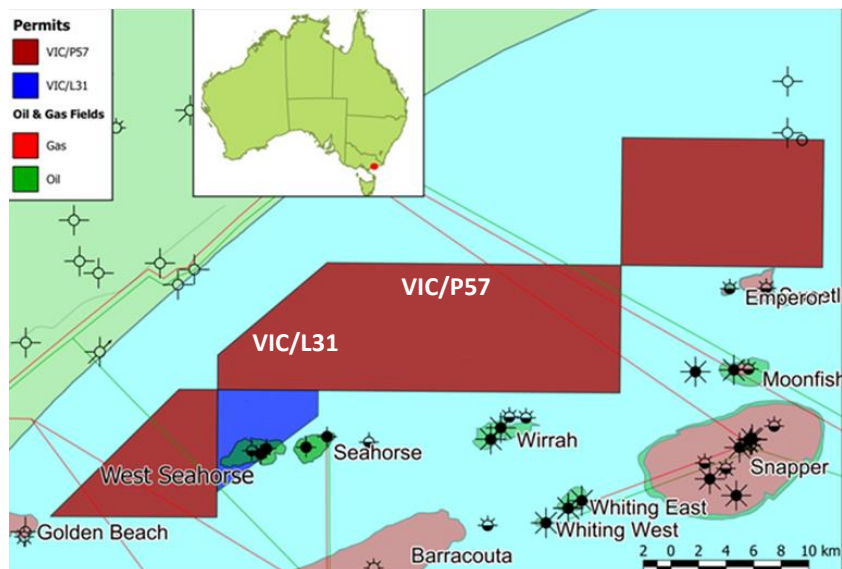 Permits
VIC/P57
VIC/L31
Oil & Gas Fields
Gas
Oil
VIC/P57
VIC/L31
Emperor
Moonfish
Seahorse
Wirrah
West Seahorse
Snapper
Whiting East
Whiting West
Golden Beach
Barracouta
2 0 2 4 6 8 10 km